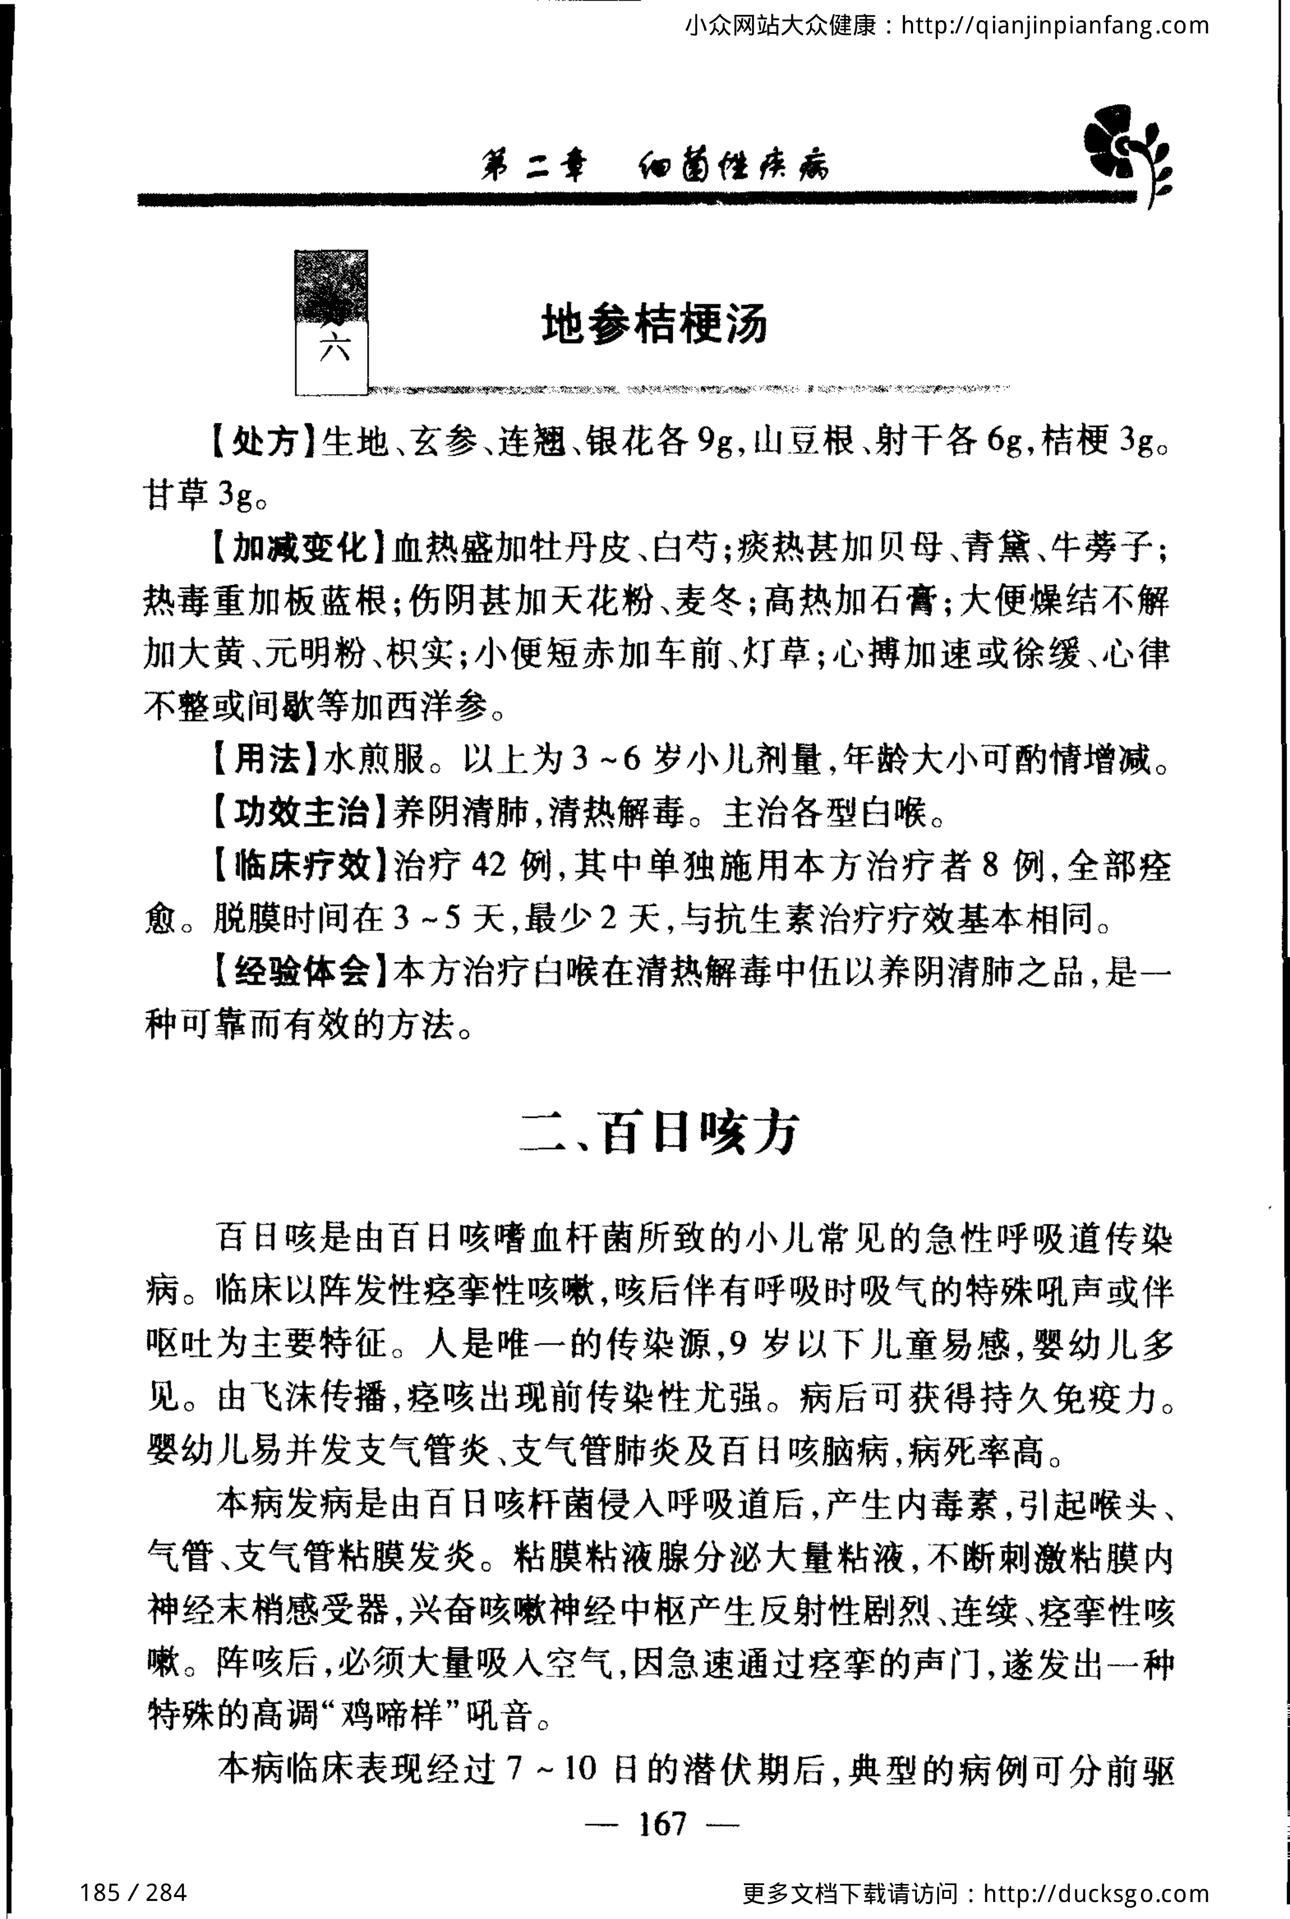 小众网站大众健康：http://qianjinpianfang.com
第二章 细菌性疾病
六
地参桔梗汤
【处方】生地、玄参、连翘、银花各9g,山豆根、射干各6g,桔梗3g。
甘草3g。
【加减变化】血热盛加牡丹皮、白芍;痰热甚加贝母、青黛、牛蒡子;
热毒重加板蓝根;伤阴甚加天花粉、麦冬;高热加石膏;大便燥结不解
加大黄、元明粉、枳实;小便短赤加车前、灯草;心搏加速或徐缓、心律
不整或间歇等加西洋参。
【用法】水煎服。以上为3~6岁小儿剂量,年龄大小可酌情增减。
【功效主治】养阴清肺,清热解毒。主治各型白喉。
【临床疗效】治疗42例,其中单独施用本方治疗者8例,全部痊
愈。脱膜时间在3~5天,最少2天,与抗生素治疗疗效基本相同。
【经验体会】本方治疗白喉在清热解毒中伍以养阴清肺之品,是一
种可靠而有效的方法。
二、百日咳方
百日咳是由百日咳嗜血杆菌所致的小儿常见的急性呼吸道传染
病。临床以阵发性痉挛性咳嗽,咳后伴有呼吸时吸气的特殊吼声或伴
呕吐为主要特征。人是唯一的传染源,9岁以下儿童易感,婴幼儿多
见。由飞沫传播,痉咳出现前传染性尤强。病后可获得持久免疫力。
婴幼儿易并发支气管炎、支气管肺炎及百日咳脑病,病死率高。
本病发病是由百日咳杆菌侵入呼吸道后,产生内毒素,引起喉头、
气管、支气管粘膜发炎。粘膜粘液腺分泌大量粘液,不断刺激粘膜内
神经末梢感受器,兴奋咳嗽神经中枢产生反射性剧烈、连续、痉挛性咳
嗽。阵咳后,必须大量吸入空气,因急速通过痉挛的声门,遂发出一种
特殊的高调“鸡啼样”吼音。
本病临床表现经过7~10日的潜伏期后,典型的病例可分前驱
— 167 —
185 / 284
更多文档下载请访问：http://ducksgo.com